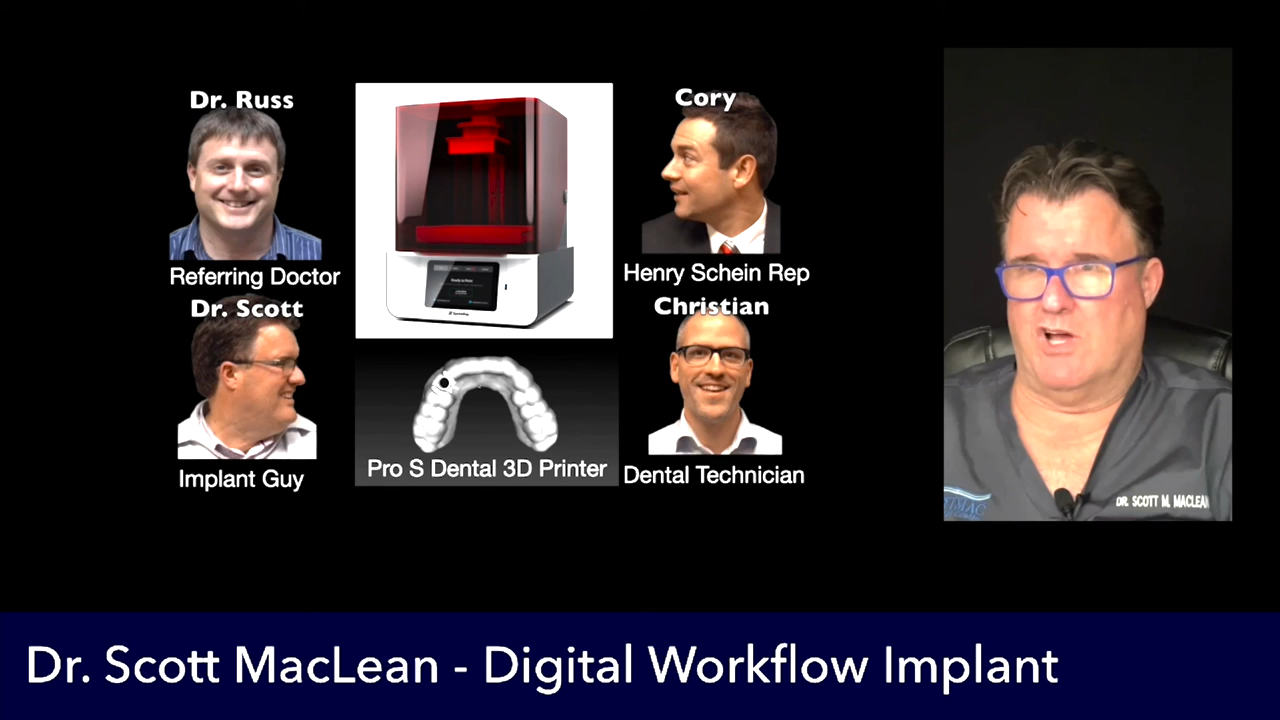 Dr. Russ
Cory
Referring Doctor
Henry Schein Rep
Dr. Scott
Christian
Pro S Dental 3D Printer
Implant Guy
Dental Technician
DR. SCOTT M. MACLEAN
Dr. Scott MacLean - Digital Workflow Implant